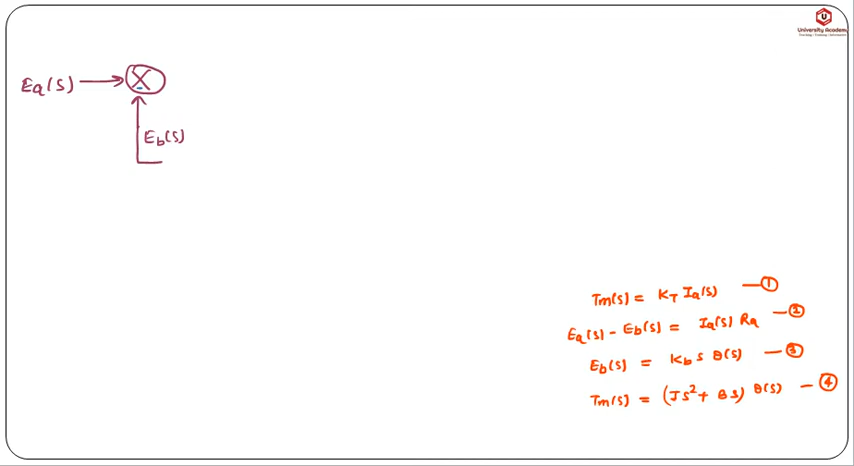 University Academy
Ea(s)
Eb(s)
Tm(s) = KT Ia(s) — 1
Ea(s) - Eb(s) = Ia(s) Ra — 2
Eb(s) = Kb s θ(s) — 3
Tm(s) = (Js²+ Bs) θ(s) — 4